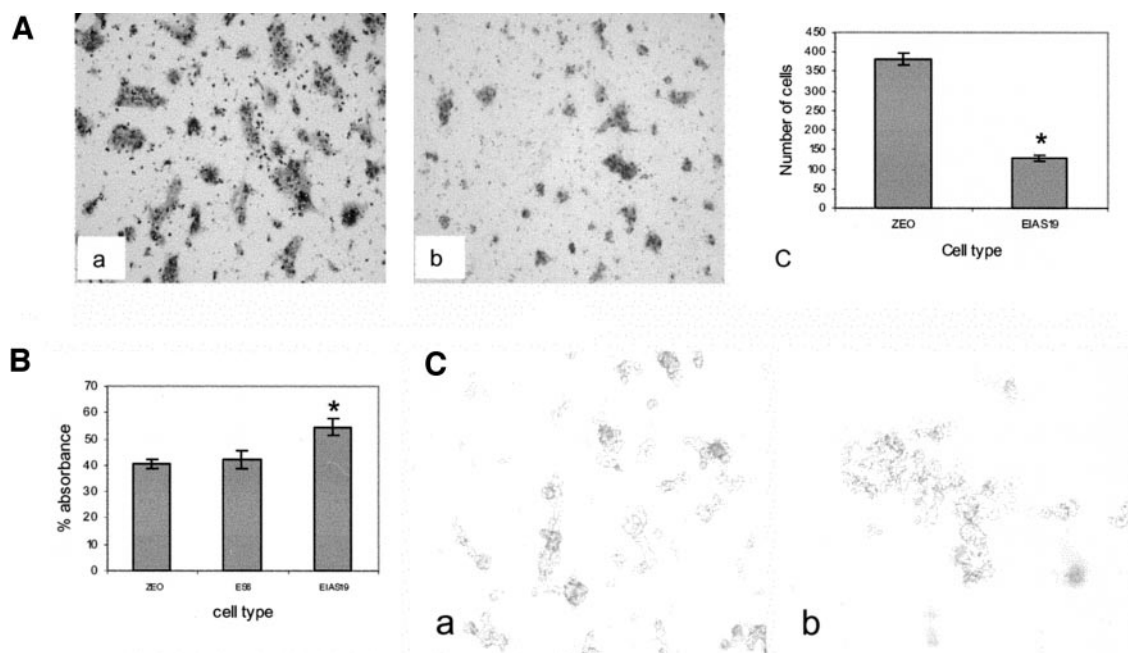 A
a
b
450
400
350
300
250
200
150
100
50
0
Number of cells
*
ZEO
EIAS19
Cell type
C
B
70
60
50
40
30
20
10
0
% absorbance
*
ZEO
ES6
EIAS19
cell type
C
a
b